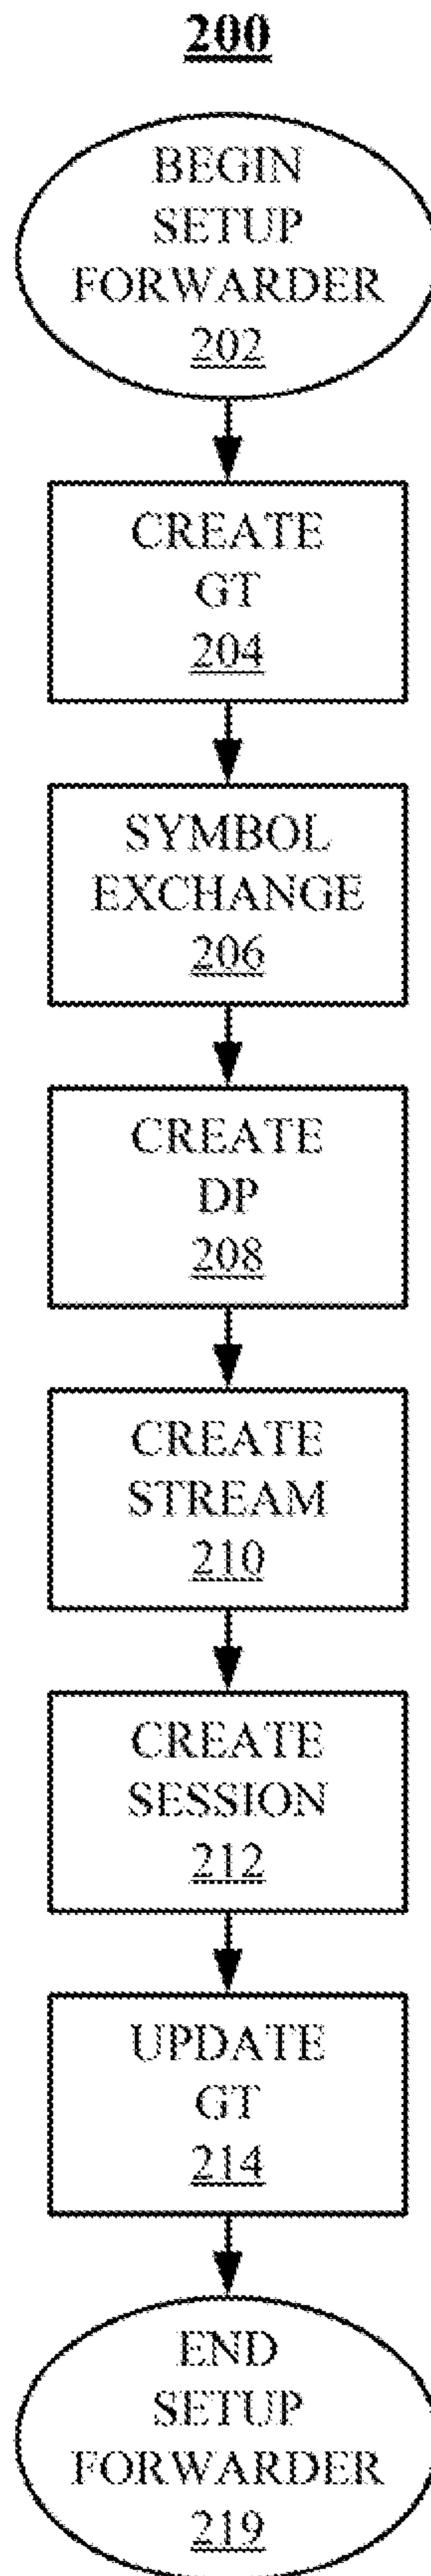 200
BEGIN
SETUP
FORWARDER
202
CREATE
GT
204
SYMBOL
EXCHANGE
206
CREATE
DP
208
CREATE
STREAM
210
CREATE
SESSION
212
UPDATE
GT
214
END
SETUP
FORWARDER
219